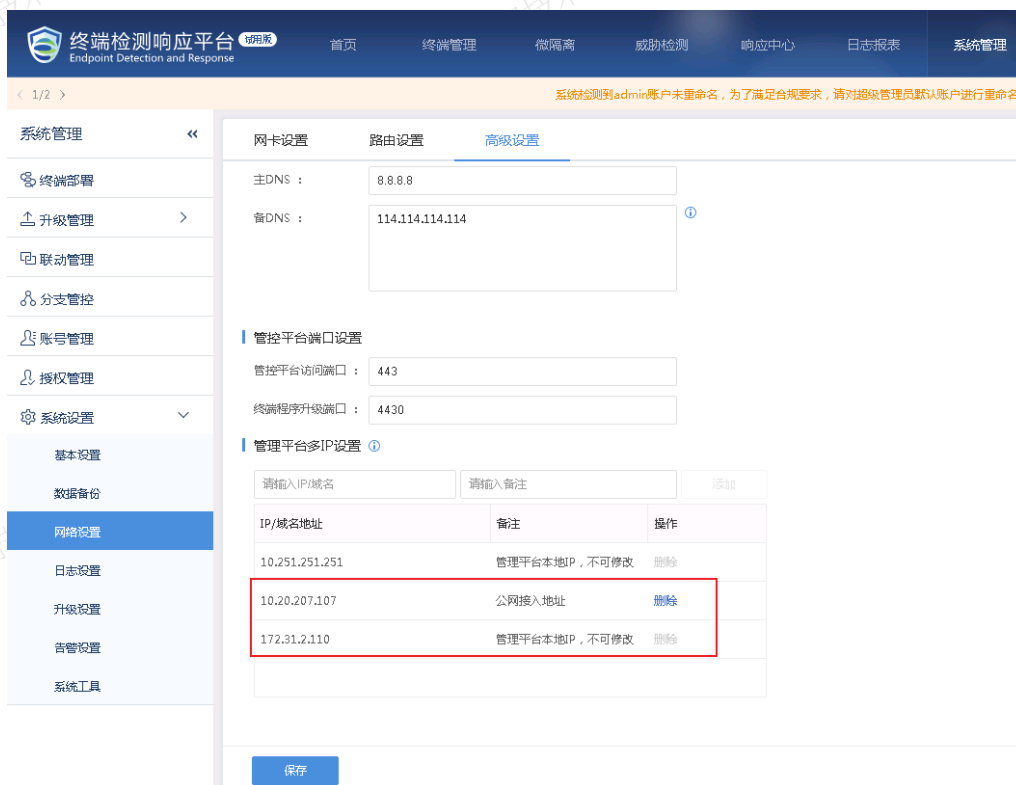 终端检测响应平台 试用版 首页 终端管理 微隔离 威胁检测 响应中心 日志报表 系统管理
Endpoint Detection and Response
< 1/2 > 系统检测到admin账户未重命名，为了满足合规要求，请对超级管理员默认账户进行重命名
系统管理 «
网卡设置 路由设置 高级设置
终端部署
升级管理 >
联动管理
分支管控
账号管理
授权管理
系统设置
基本设置
数据备份
网络设置
日志设置
升级设置
告警设置
系统工具
主DNS : 8.8.8.8
备DNS : 114.114.114.114
管控平台端口设置
管控平台访问端口 : 443
终端程序升级端口 : 4430
管理平台多IP设置
请输入IP/域名 请输入备注 添加
IP/域名地址 备注 操作
10.251.251.251 管理平台本地IP，不可修改 删除
10.20.207.107 公网接入地址 删除
172.31.2.110 管理平台本地IP，不可修改 删除
保存